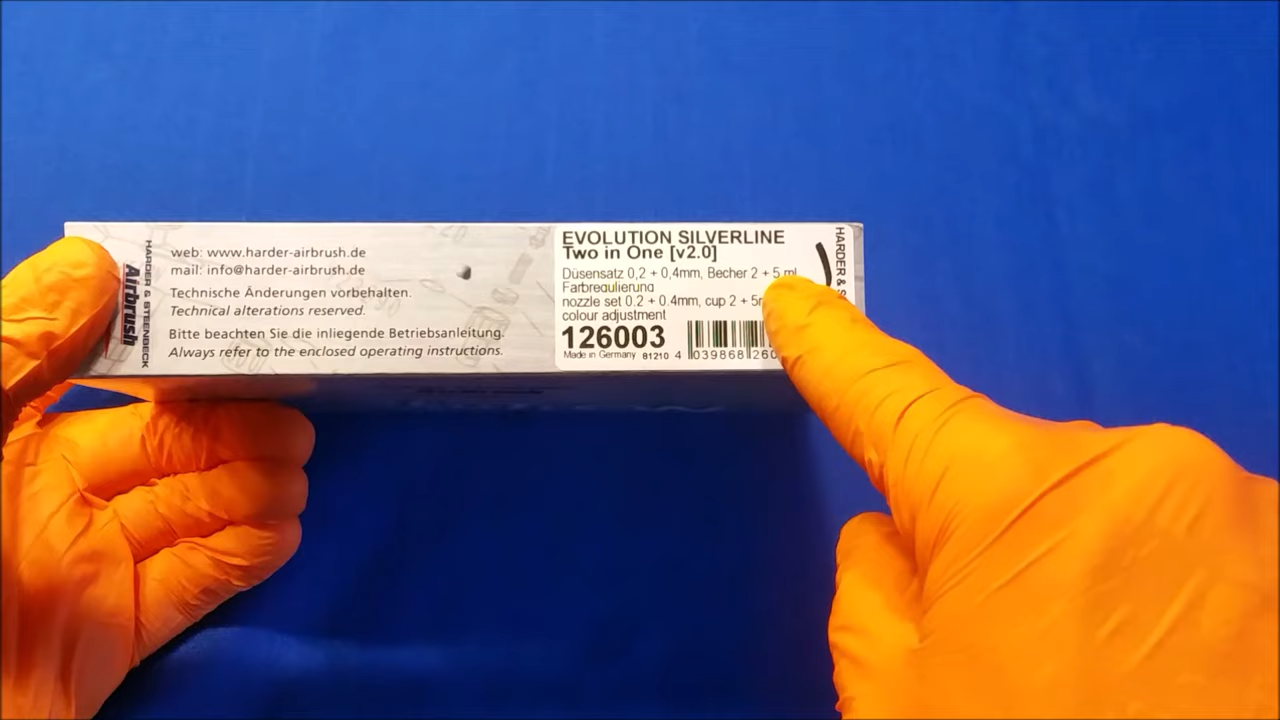 HARDER & STEENBECK
Airbrush
web: www.harder-airbrush.de
mail: info@harder-airbrush.de
Technische Änderungen vorbehalten.
Technical alterations reserved.
Bitte beachten Sie die inliegende Betriebsanleitung.
Always refer to the enclosed operating instructions.
EVOLUTION SILVERLINE
Two in One [v2.0]
Düsensatz 0,2 + 0,4mm, Becher 2 + 5 ml
Farbregulierung
nozzle set 0.2 + 0.4mm, cup 2 +
colour adjustment
126003
Made in Germany 81210 4 039868
HARDER &